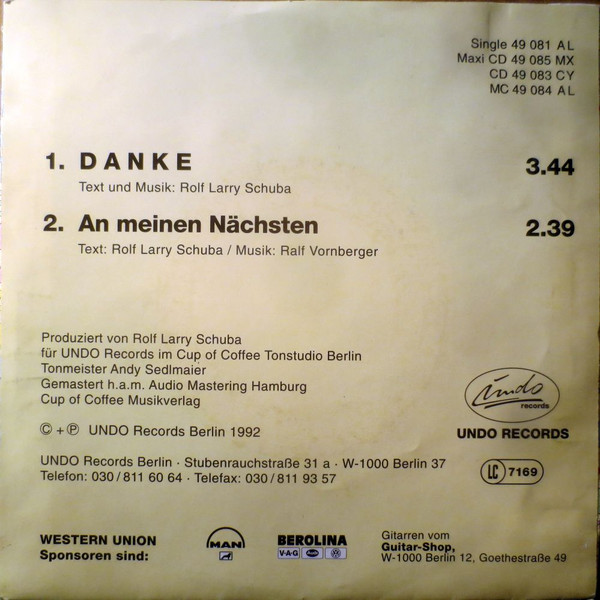 Single 49 081 A L
Maxi CD 49 085 MX
CD 49 083 C Y
MC 49 084 A L
1. DANKE 3.44
Text und Musik: Rolf Larry Schuba
2. An meinen Nächsten 2.39
Text: Rolf Larry Schuba / Musik: Ralf Vornberger
Produziert von Rolf Larry Schuba
für UNDO Records im Cup of Coffee Tonstudio Berlin
Tonmeister Andy Sedlmaier
Gemastert h.a.m. Audio Mastering Hamburg
Cup of Coffee Musikverlag
© + ℗ UNDO Records Berlin 1992
undo
records
UNDO RECORDS
UNDO Records Berlin · Stubenrauchstraße 31 a · W-1000 Berlin 37
Telefon: 030/811 60 64 · Telefax: 030/811 93 57
LC 7169
WESTERN UNION
Sponsoren sind:
MAN
BEROLINA
V·A·G Audi VW
Gitarren vom
Guitar-Shop,
W-1000 Berlin 12, Goethestraße 49